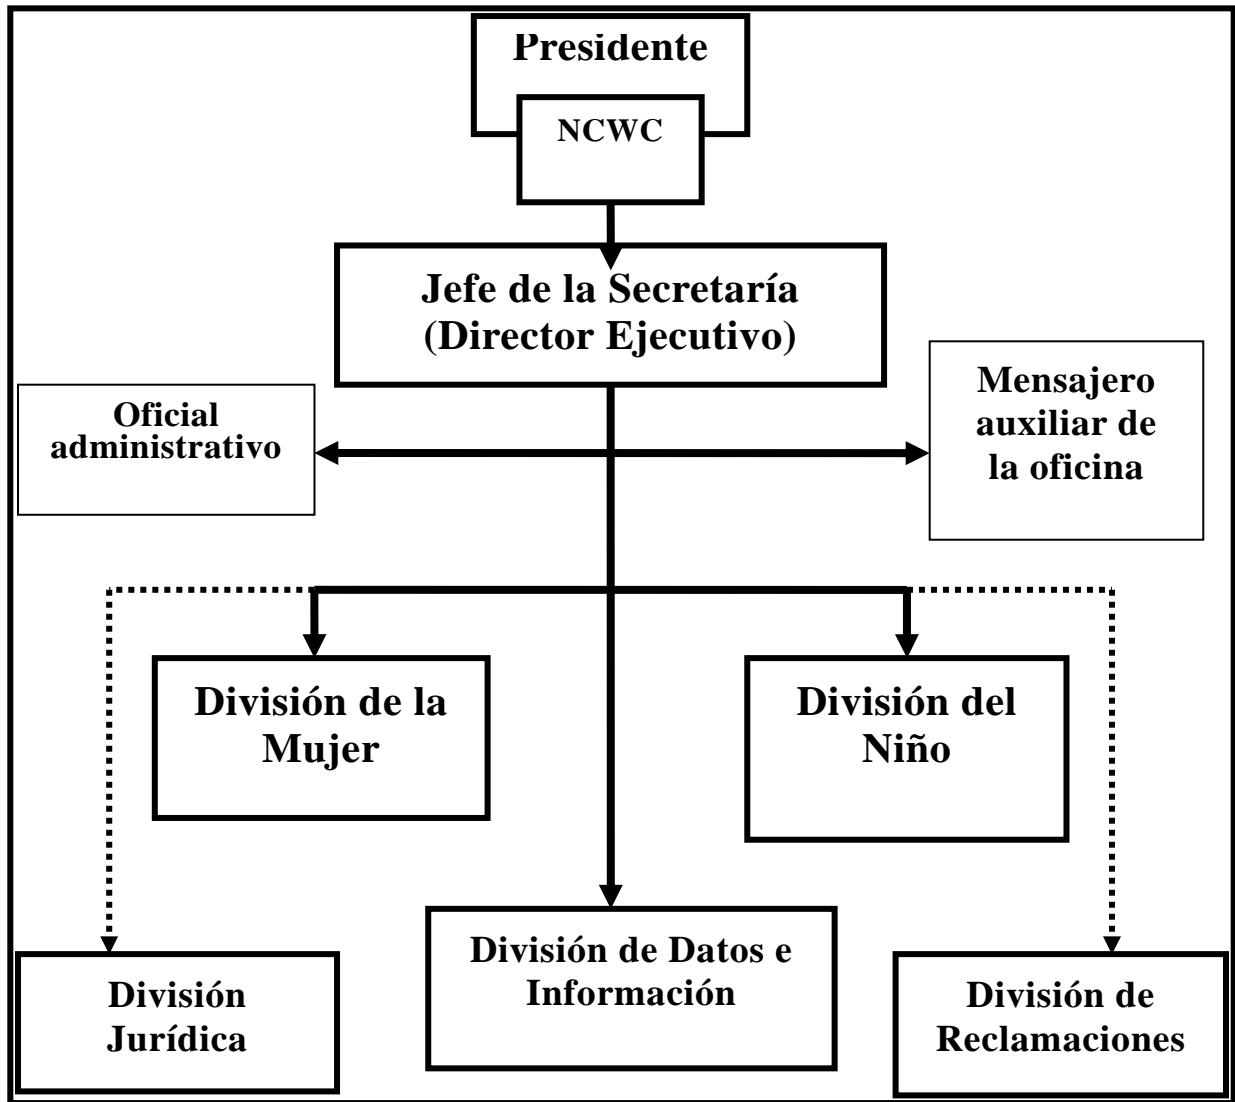 Presidente
NCWC
Jefe de la Secretaría
(Director Ejecutivo)
Oficial
administrativo
Mensajero
auxiliar de
la oficina
División de la
Mujer
División del
Niño
División Jurídica
División de Datos e
Información
División de
Reclamaciones